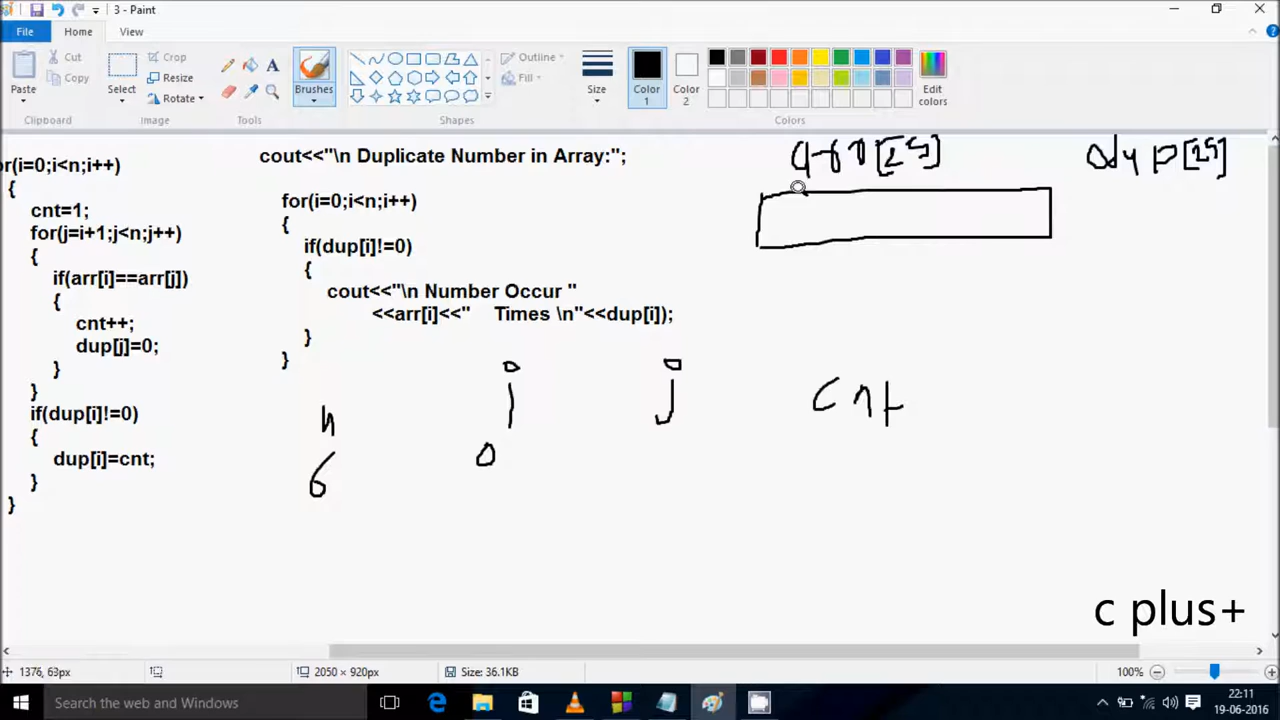 3 - Paint
File Home View
Cut
Copy
Paste
Clipboard
Crop
Resize
Rotate
Select
Image
Tools
Brushes
Outline
Fill
Shapes
Size
Color 1
Color 2
Edit colors
Colors
or(i=0;i<n;i++)
{
cnt=1;
for(j=i+1;j<n;j++)
{
if(arr[i]==arr[j])
{
cnt++;
dup[j]=0;
}
}
if(dup[i]!=0)
{
dup[i]=cnt;
}
}
cout<<"\n Duplicate Number in Array:";
for(i=0;i<n;i++)
{
if(dup[i]!=0)
{
cout<<"\n Number Occur "
<<arr[i]<<" Times \n"<<dup[i]);
}
}
arr[25] dup[25]
n i j cnt
6 0
c plus+
1376, 63px
2050 × 920px
Size: 36.1KB
100%
Search the web and Windows
22:11
19-06-2016